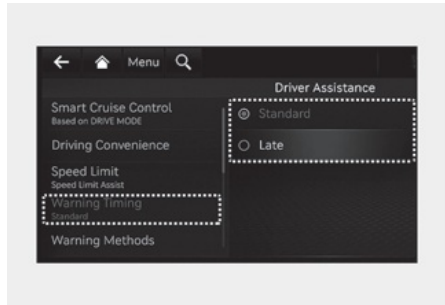 Menu
Driver Assistance
Smart Cruise Control
Based on DRIVE MODE
Driving Convenience
Speed Limit
Speed Limit Assist
Warning Timing
Standard
Warning Methods
Standard
Late